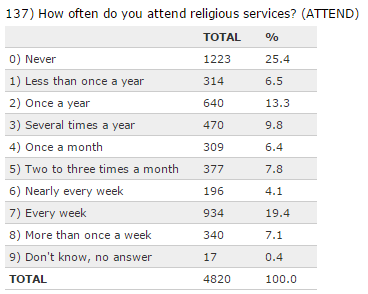 137) How often do you attend religious services? (ATTEND)
TOTAL %
0) Never 1223 25.4
1) Less than once a year 314 6.5
2) Once a year 640 13.3
3) Several times a year 470 9.8
4) Once a month 309 6.4
5) Two to three times a month 377 7.8
6) Nearly every week 196 4.1
7) Every week 934 19.4
8) More than once a week 340 7.1
9) Don't know, no answer 17 0.4
TOTAL 4820 100.0